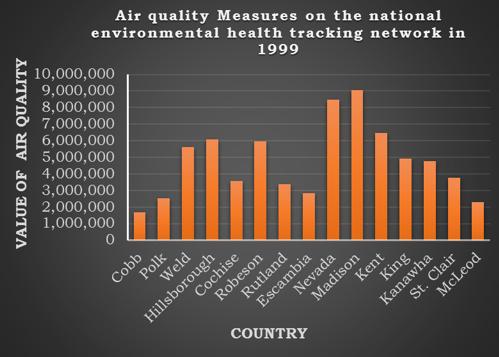 Air quality Measures on the national
environmental health tracking network in
1999
VALUE OF AIR QUALITY
10,000,000
9,000,000
8,000,000
7,000,000
6,000,000
5,000,000
4,000,000
3,000,000
2,000,000
1,000,000
0
Cobb
Polk
Weld
Hillsborough
Cochise
Robeson
Rutland
Escambia
Nevada
Madison
Kent
King
Kanawha
St. Clair
McLeod
COUNTRY